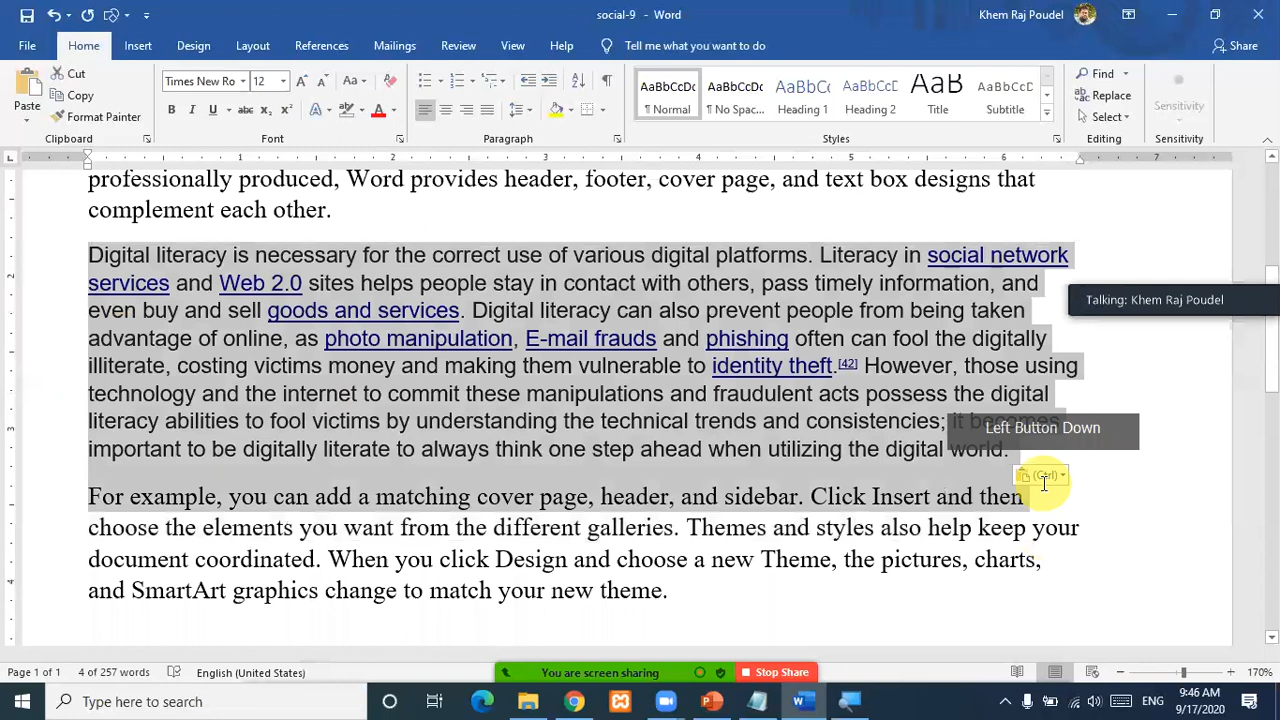 social-9 - Word
Khem Raj Poudel
File Home Insert Design Layout References Mailings Review View Help Tell me what you want to do Share
Paste
Cut
Copy
Format Painter
Clipboard
Times New Ro 12
Font
Paragraph
AaBbCcDc AaBbCcDc AaBbCc AaBbCcD AaB AaBbCcC
¶ Normal ¶ No Spac... Heading 1 Heading 2 Title Subtitle
Styles
Find
Replace
Select
Editing
Sensitivity
Sensitivity
1 2 3 4 5 6 7
professionally produced, Word provides header, footer, cover page, and text box designs that
complement each other.
Digital literacy is necessary for the correct use of various digital platforms. Literacy in social network
services and Web 2.0 sites helps people stay in contact with others, pass timely information, and
even buy and sell goods and services. Digital literacy can also prevent people from being taken
advantage of online, as photo manipulation, E-mail frauds and phishing often can fool the digitally
illiterate, costing victims money and making them vulnerable to identity theft.[42] However, those using
technology and the internet to commit these manipulations and fraudulent acts possess the digital
literacy abilities to fool victims by understanding the technical trends and consistencies; it becomes
important to be digitally literate to always think one step ahead when utilizing the digital world.
Talking: Khem Raj Poudel
Left Button Down
(Ctrl)
For example, you can add a matching cover page, header, and sidebar. Click Insert and then
choose the elements you want from the different galleries. Themes and styles also help keep your
document coordinated. When you click Design and choose a new Theme, the pictures, charts,
and SmartArt graphics change to match your new theme.
Page 1 of 1 4 of 257 words English (United States) You are screen sharing Stop Share 170%
Type here to search
ENG
9:46 AM
9/17/2020